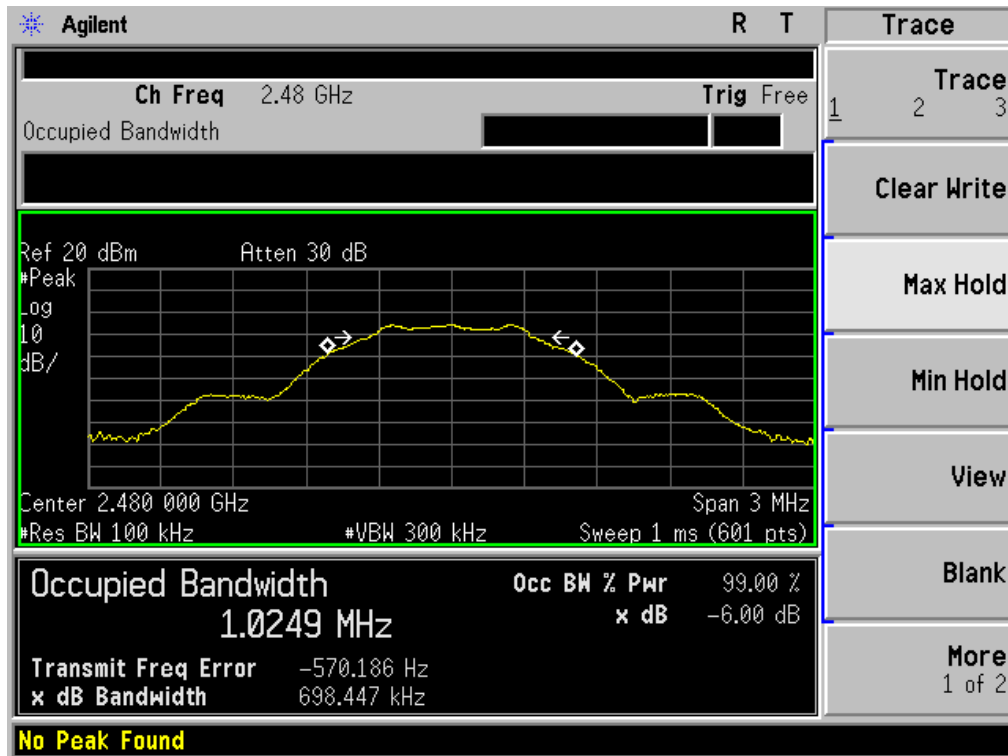 Agilent R T
Ch Freq 2.48 GHz Trig Free
Occupied Bandwidth
Ref 20 dBm Atten 30 dB
#Peak
Log
10
dB/
Center 2.480 000 GHz Span 3 MHz
#Res BW 100 kHz #VBW 300 kHz Sweep 1 ms (601 pts)
Occupied Bandwidth
1.0249 MHz
Occ BW % Pwr 99.00 %
x dB -6.00 dB
Transmit Freq Error -570.186 Hz
x dB Bandwidth 698.447 kHz
No Peak Found
Trace
Trace
1 2 3
Clear Write
Max Hold
Min Hold
View
Blank
More
1 of 2